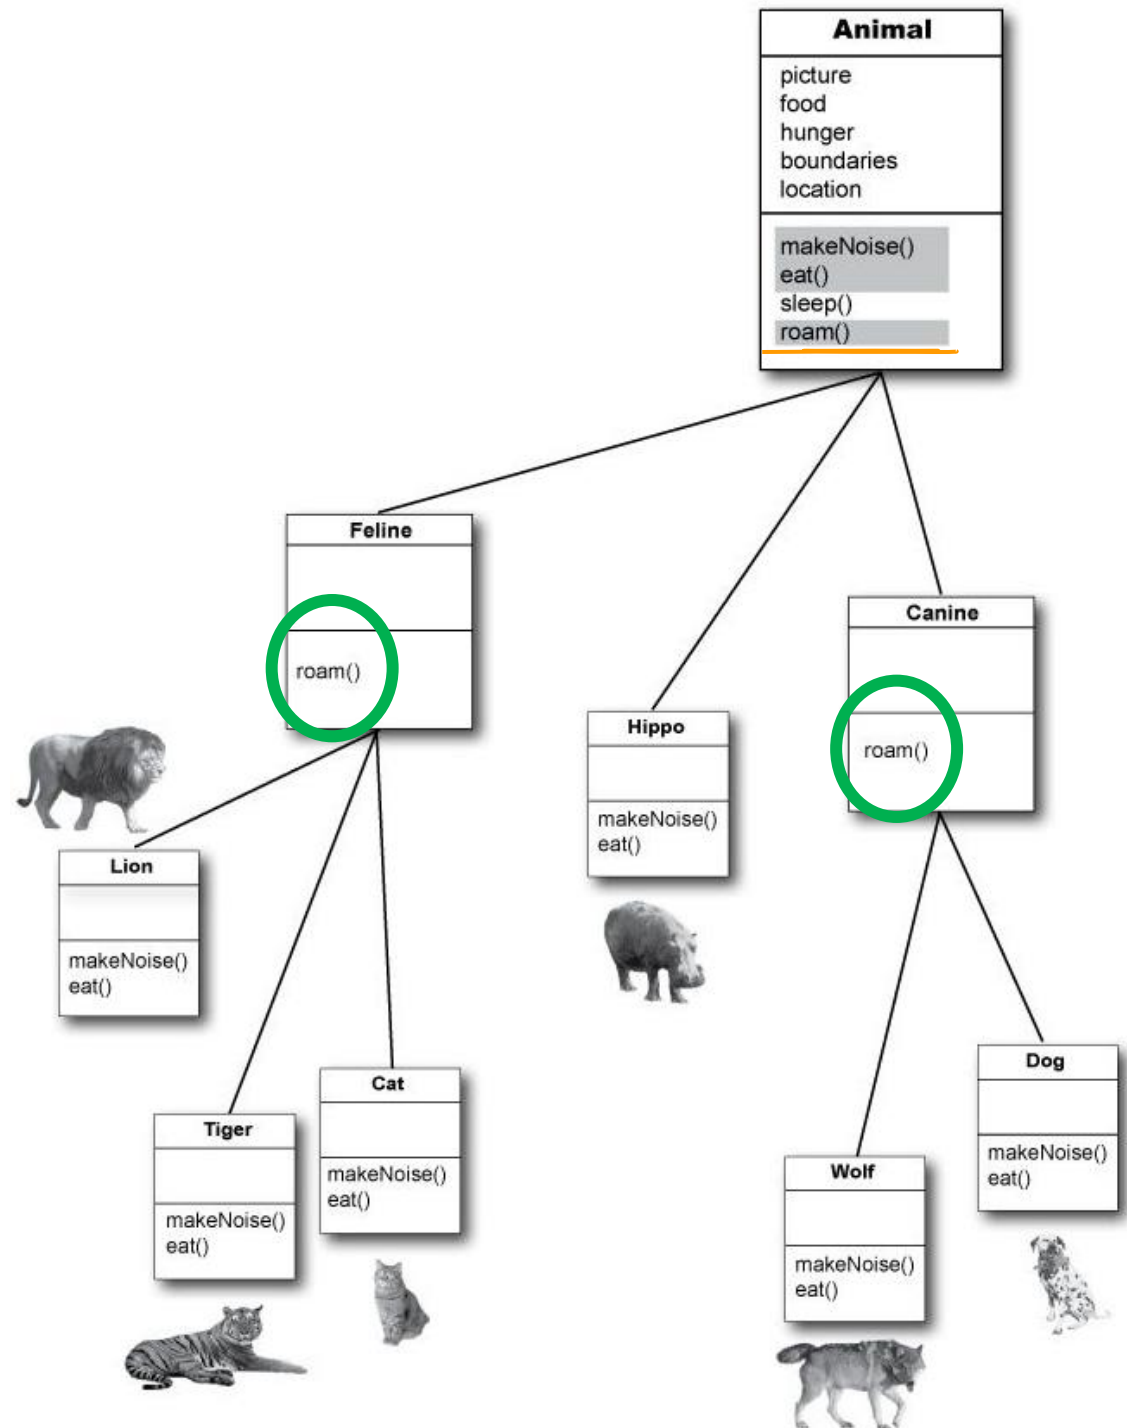 Animal
picture
food
hunger
boundaries
location
makeNoise()
eat()
sleep()
roam()
Feline
roam()
Canine
roam()
Hippo
makeNoise()
eat()
Lion
makeNoise()
eat()
Tiger
makeNoise()
eat()
Cat
makeNoise()
eat()
Wolf
makeNoise()
eat()
Dog
makeNoise()
eat()